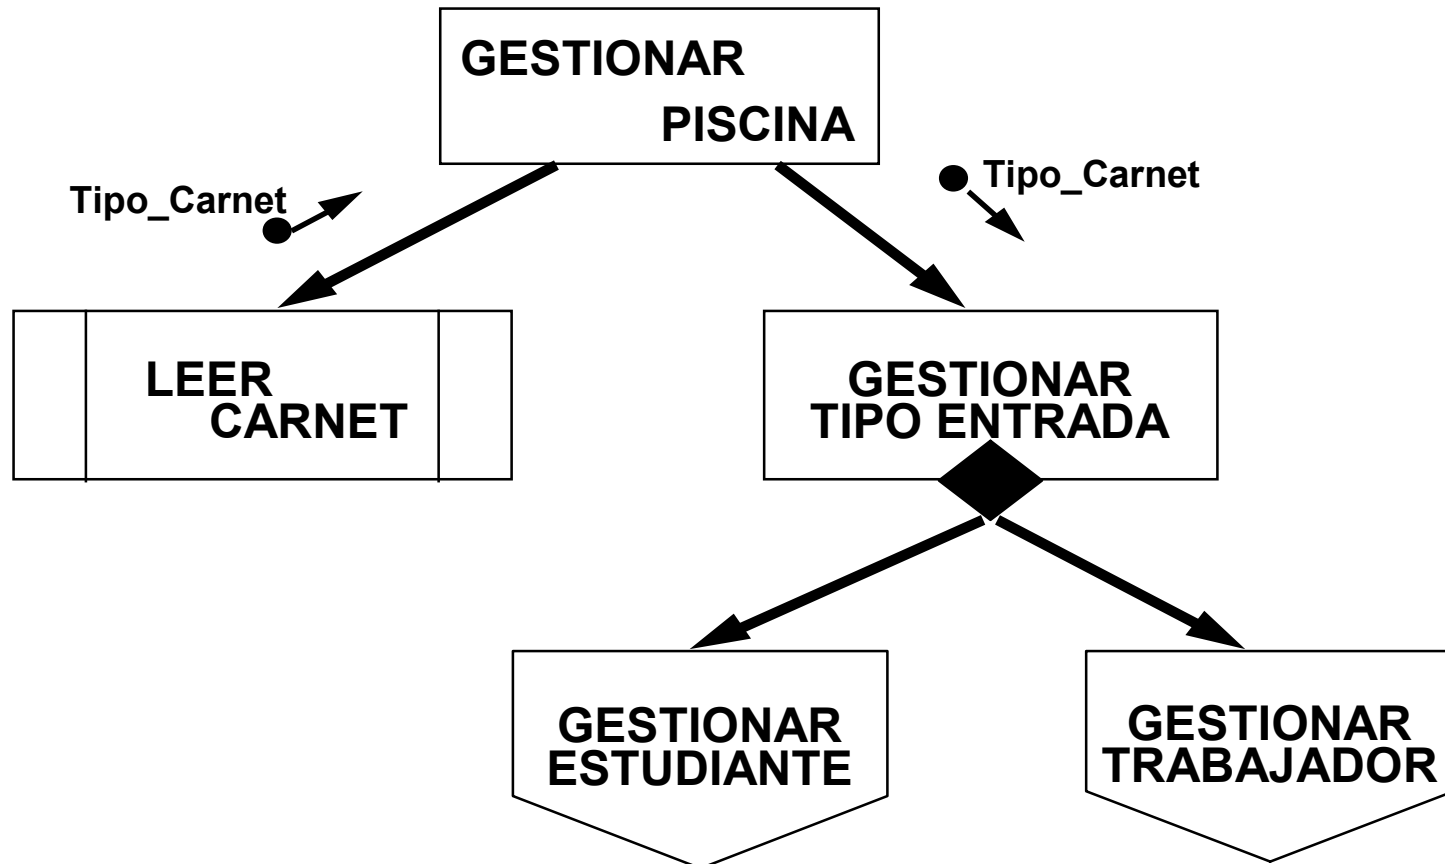 GESTIONAR
PISCINA
Tipo_Carnet
Tipo_Carnet
LEER
CARNET
GESTIONAR
TIPO ENTRADA
GESTIONAR
ESTUDIANTE
GESTIONAR
TRABAJADOR